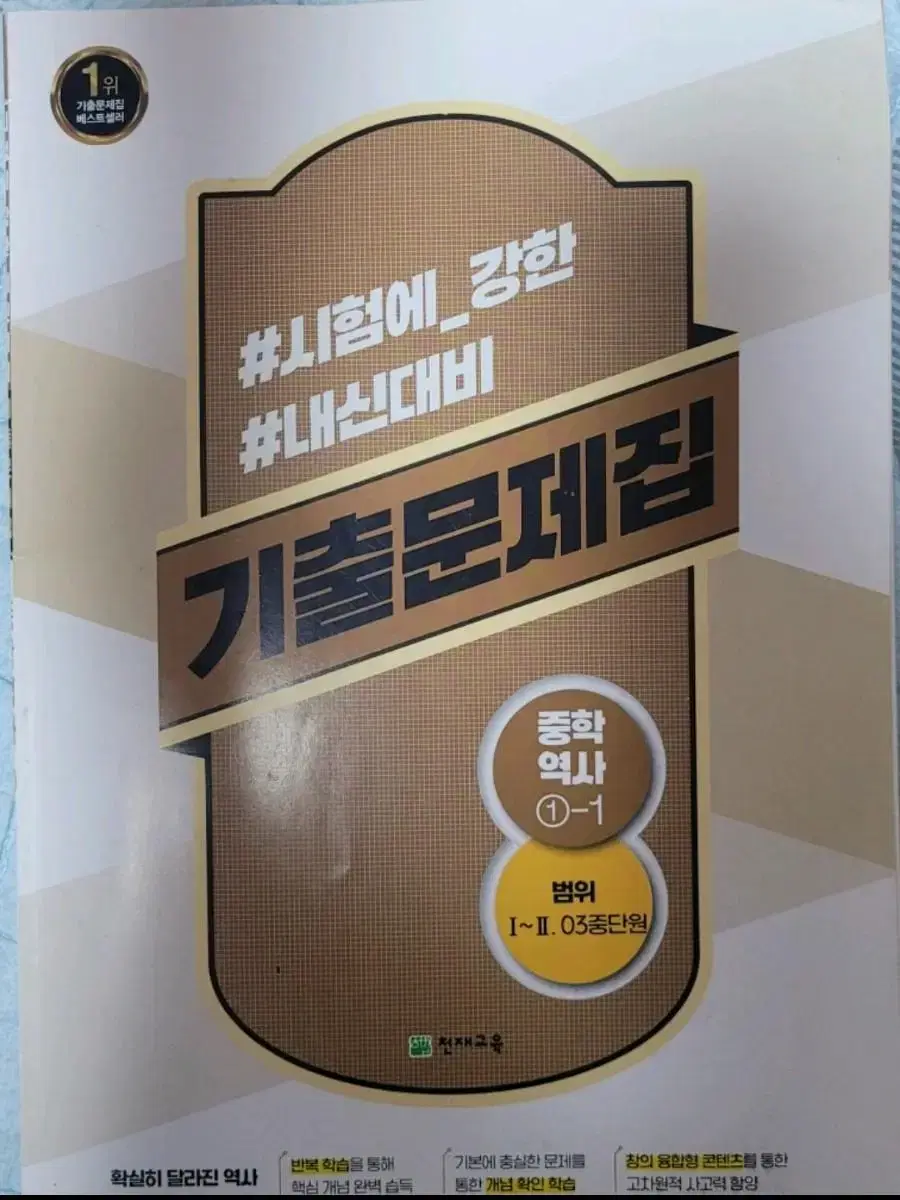 1위
기출문제집
베스트셀러
#시험에_강한
#내신대비
기출문제집
중학
역사
①-1
범위
Ⅰ~Ⅱ. 03중단원
천재교육
확실히 달라진 역사
반복 학습을 통해
핵심 개념 완벽 습득
기본에 충실한 문제를
통한 개념 확인 학습
창의 융합형 콘텐츠를 통한
고차원적 사고력 함양